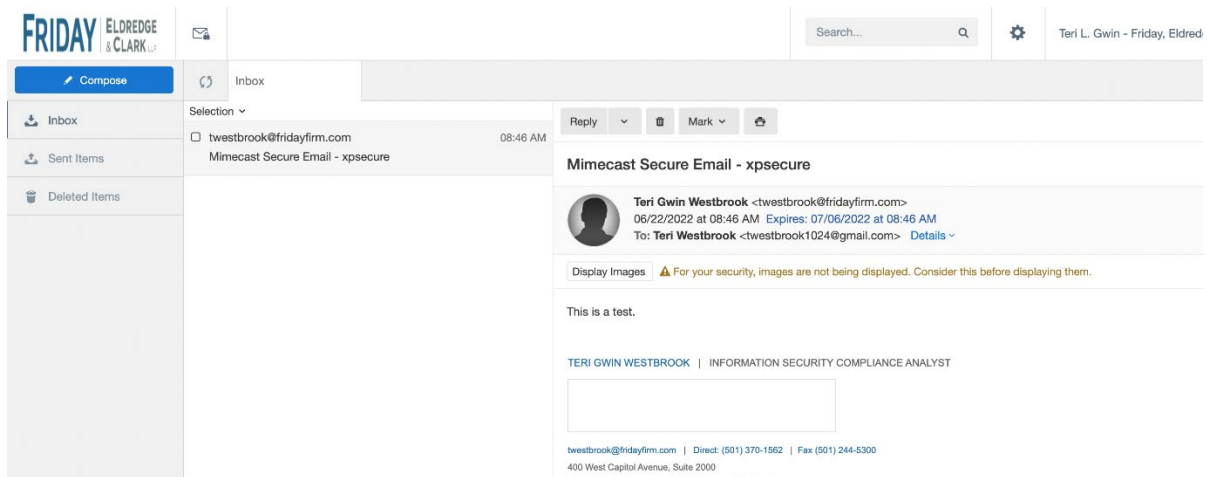 FRIDAY ELDREDGE
& CLARK LLP
Search...
Teri L. Gwin - Friday, Eldred
Compose
Inbox
Inbox
Sent Items
Deleted Items
Selection
twestbrook@fridayfirm.com 08:46 AM
Mimecast Secure Email - xpsecure
Reply Mark
Mimecast Secure Email - xpsecure
Teri Gwin Westbrook <twestbrook@fridayfirm.com>
06/22/2022 at 08:46 AM Expires: 07/06/2022 at 08:46 AM
To: Teri Westbrook <twestbrook1024@gmail.com> Details
Display Images For your security, images are not being displayed. Consider this before displaying them.
This is a test.
TERI GWIN WESTBROOK | INFORMATION SECURITY COMPLIANCE ANALYST
twestbrook@fridayfirm.com | Direct: (501) 370-1562 | Fax (501) 244-5300
400 West Capitol Avenue, Suite 2000